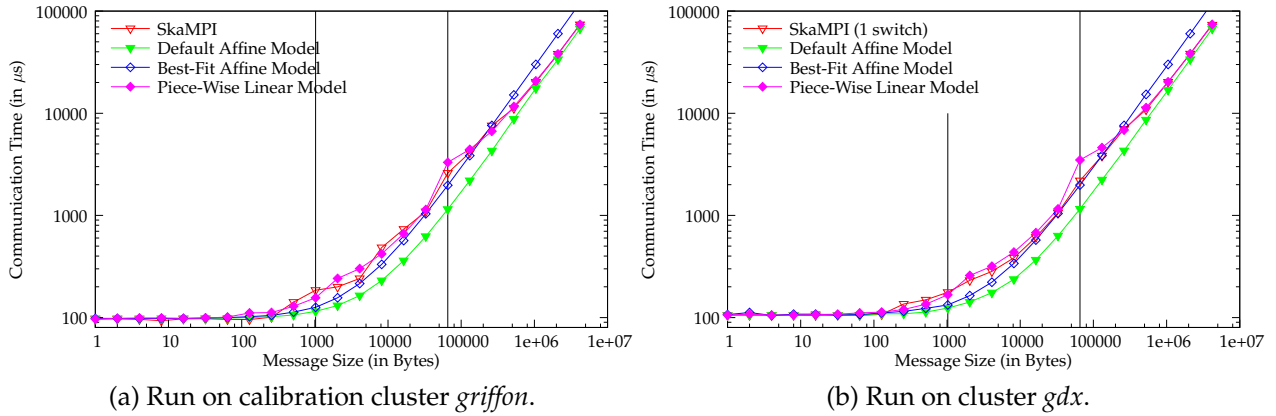 100000
10000
1000
100
Communication Time (in μs)
SkaMPI
Default Affine Model
Best-Fit Affine Model
Piece-Wise Linear Model
1 10 100 1000 10000 100000 1e+06 1e+07
Message Size (in Bytes)
(a) Run on calibration cluster griffon.
100000
10000
1000
100
Communication Time (in μs)
SkaMPI (1 switch)
Default Affine Model
Best-Fit Affine Model
Piece-Wise Linear Model
1 10 100 1000 10000 100000 1e+06 1e+07
Message Size (in Bytes)
(b) Run on cluster gdx.